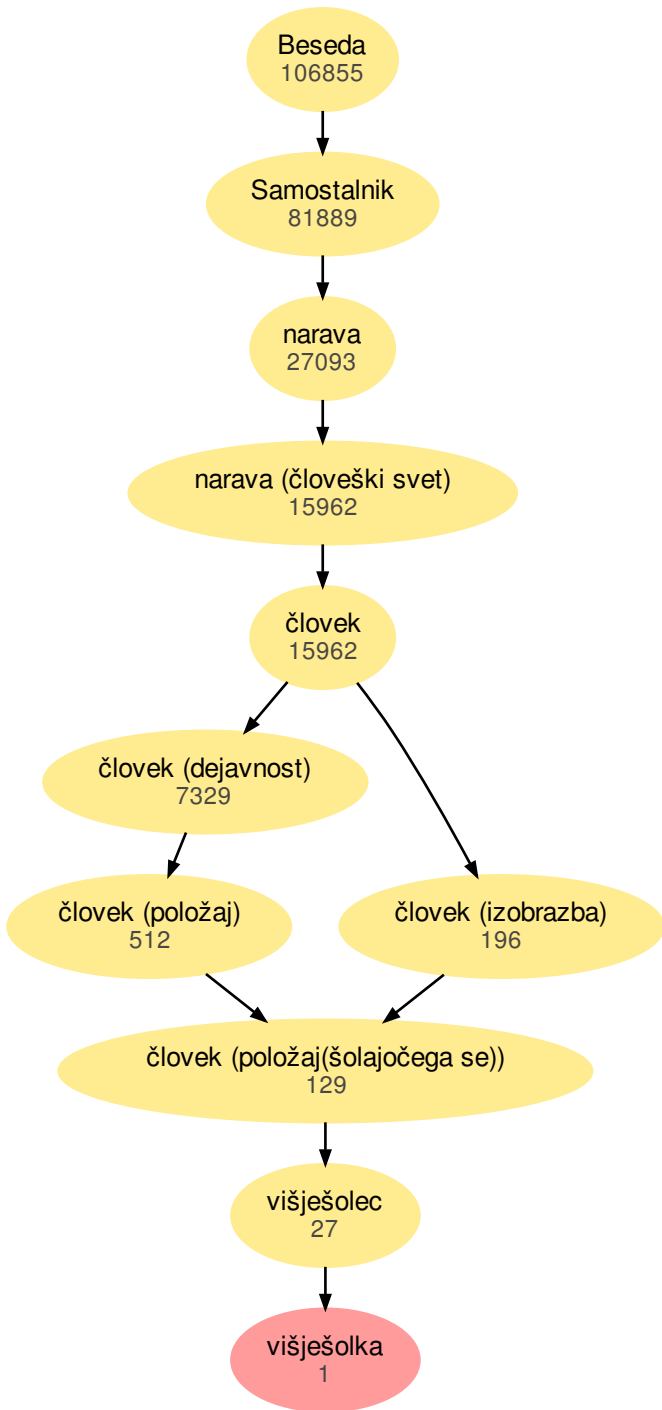 Beseda
106855
Samostalnik
81889
narava
27093
narava (človeški svet)
15962
človek
15962
človek (dejavnost)
7329
človek (položaj)
512
človek (izobrazba)
196
človek (položaj(šolajočega se))
129
višješolec
27
višješolka
1